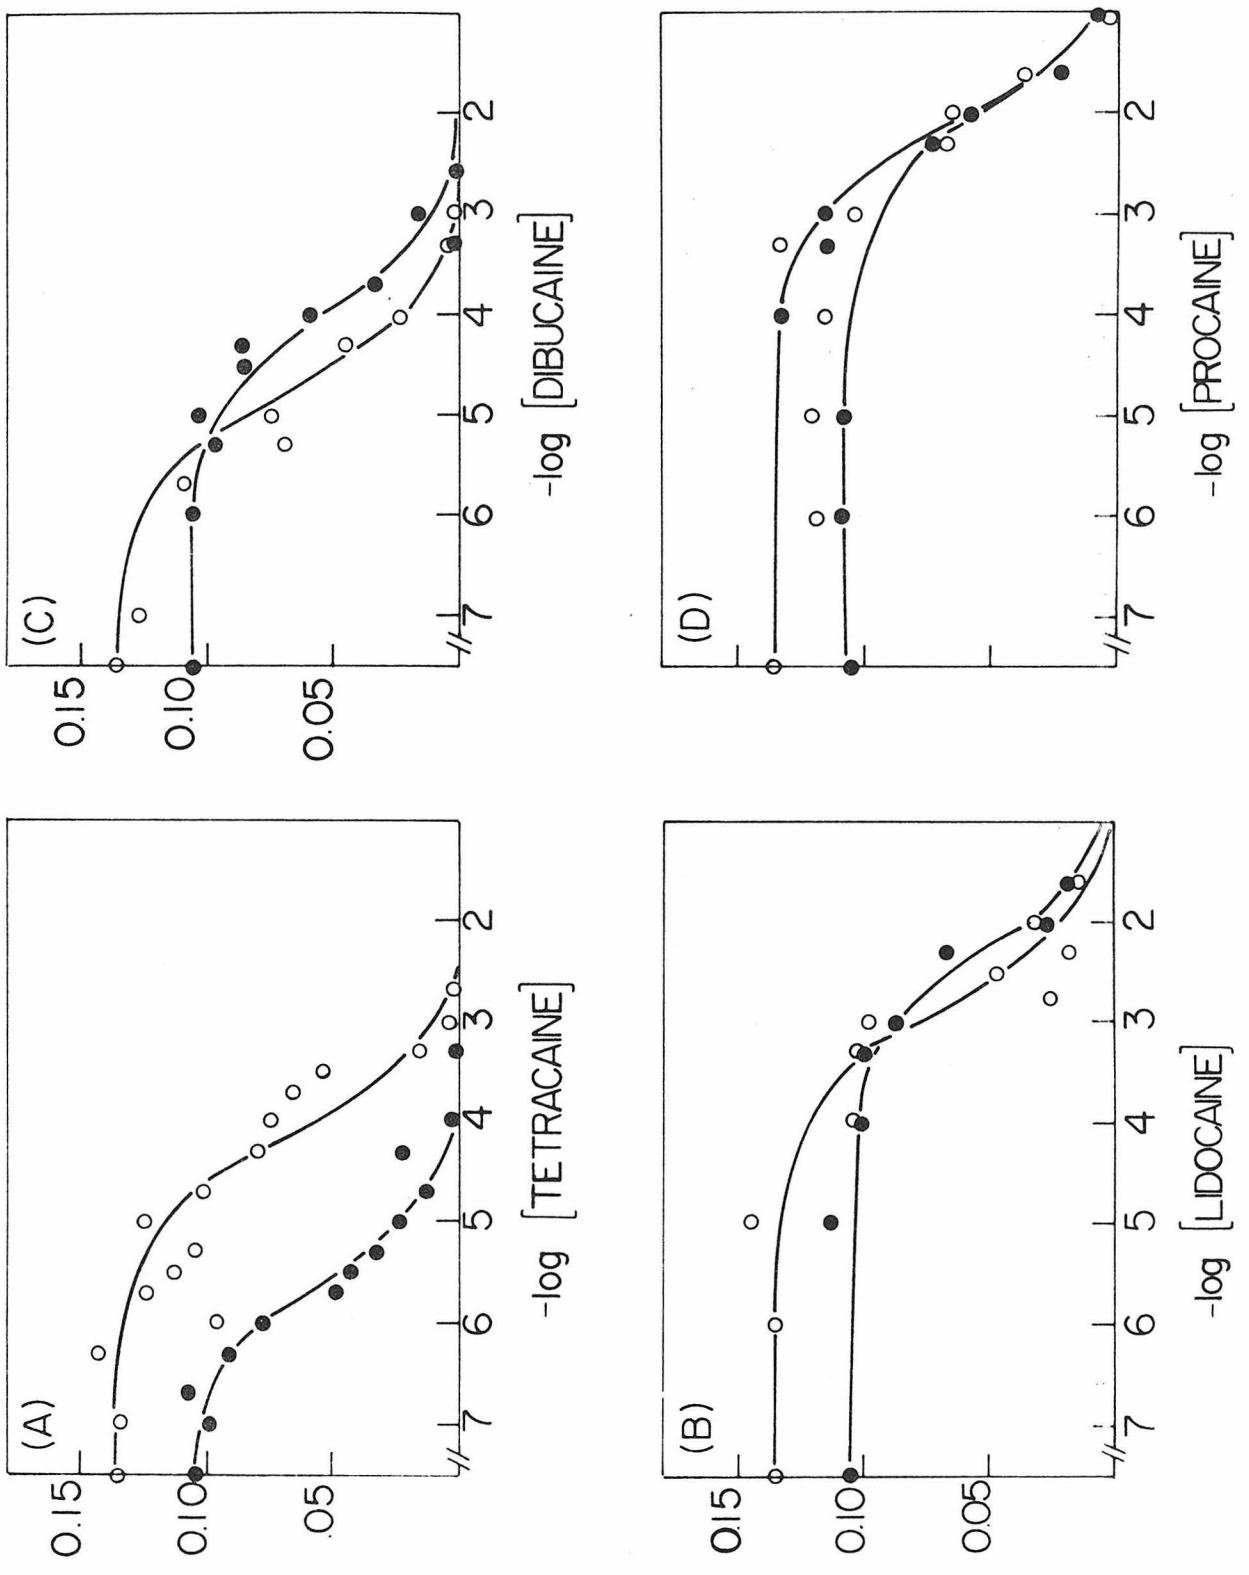 (A)
0.15
0.10
.05
7 6 5 4 3 2
-log [TETRACAINE]
(C)
0.15
0.10
0.05
7 6 5 4 3 2
-log [DIBUCAINE]
(B)
0.15
0.10
0.05
7 6 5 4 3 2
-log [LIDOCAINE]
(D)
7 6 5 4 3 2
-log [PROCAINE]